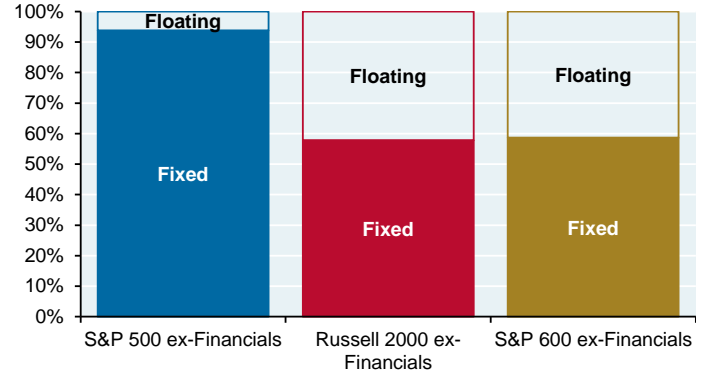 100%
90%
80%
70%
60%
50%
40%
30%
20%
10%
0%
Floating
Fixed
Floating
Fixed
Floating
Fixed
S&P 500 ex-Financials
Russell 2000 ex-
Financials
S&P 600 ex-Financials